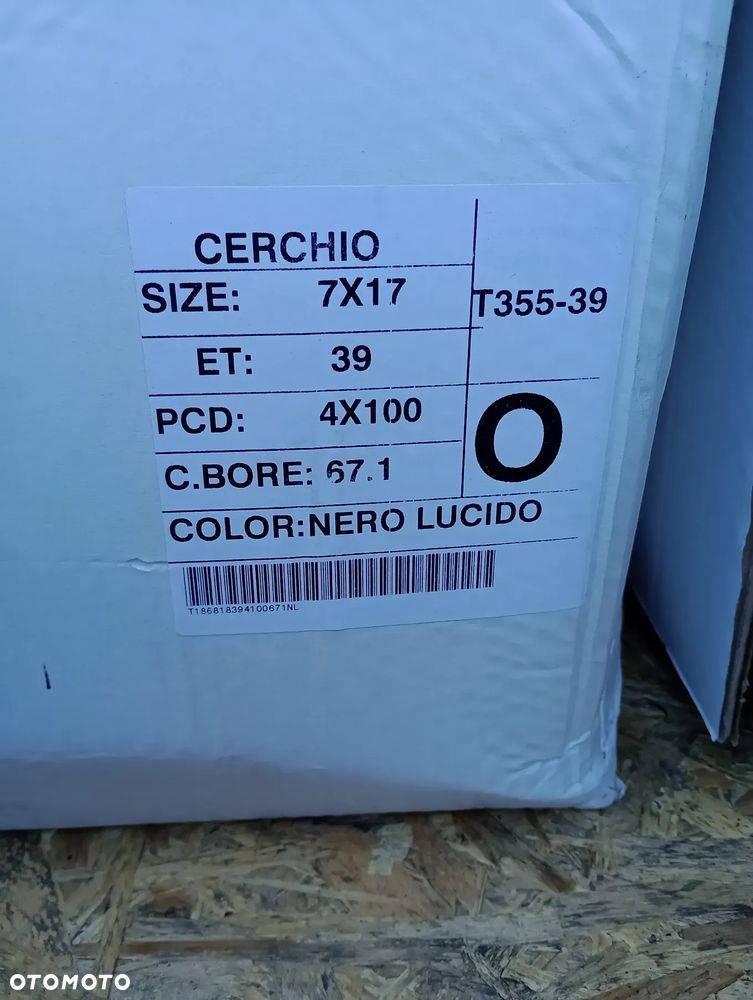 CERCHIO
SIZE: 7X17
T355-39
ET: 39
PCD: 4X100
O
C.BORE: 67.1
COLOR:NERO LUCIDO
T186818394100671NL
OTOMOTO